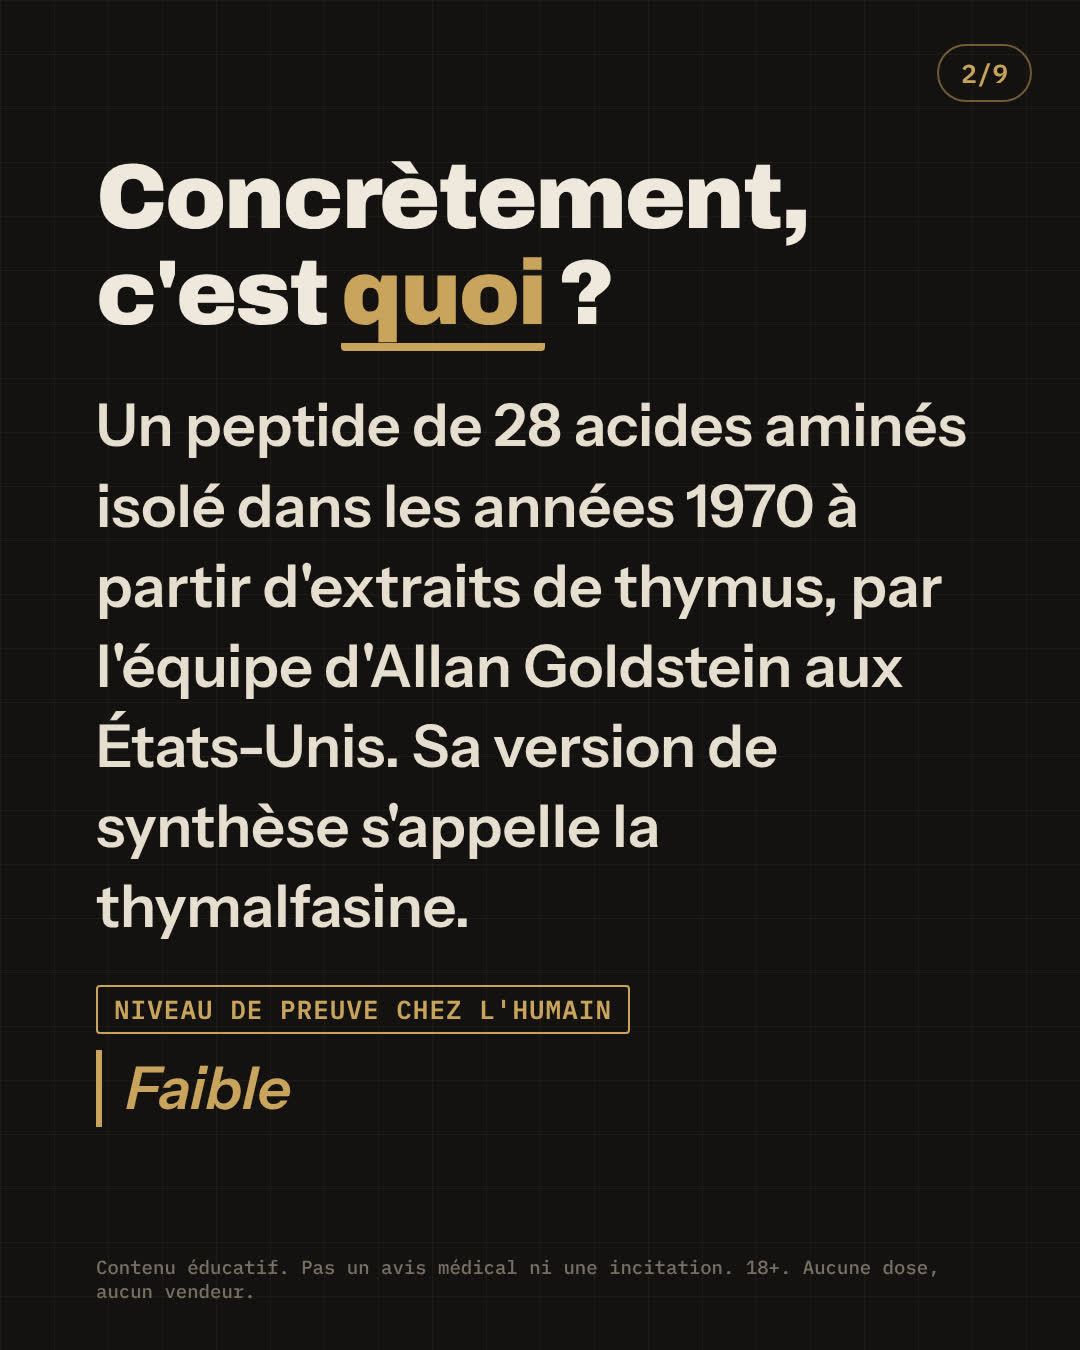 2/9
Concrètement,
c'est quoi ?
Un peptide de 28 acides aminés
isolé dans les années 1970 à
partir d'extraits de thymus, par
l'équipe d'Allan Goldstein aux
États-Unis. Sa version de
synthèse s'appelle la
thymalfasine.
NIVEAU DE PREUVE CHEZ L'HUMAIN
Faible
Contenu éducatif. Pas un avis médical ni une incitation. 18+. Aucune dose,
aucun vendeur.